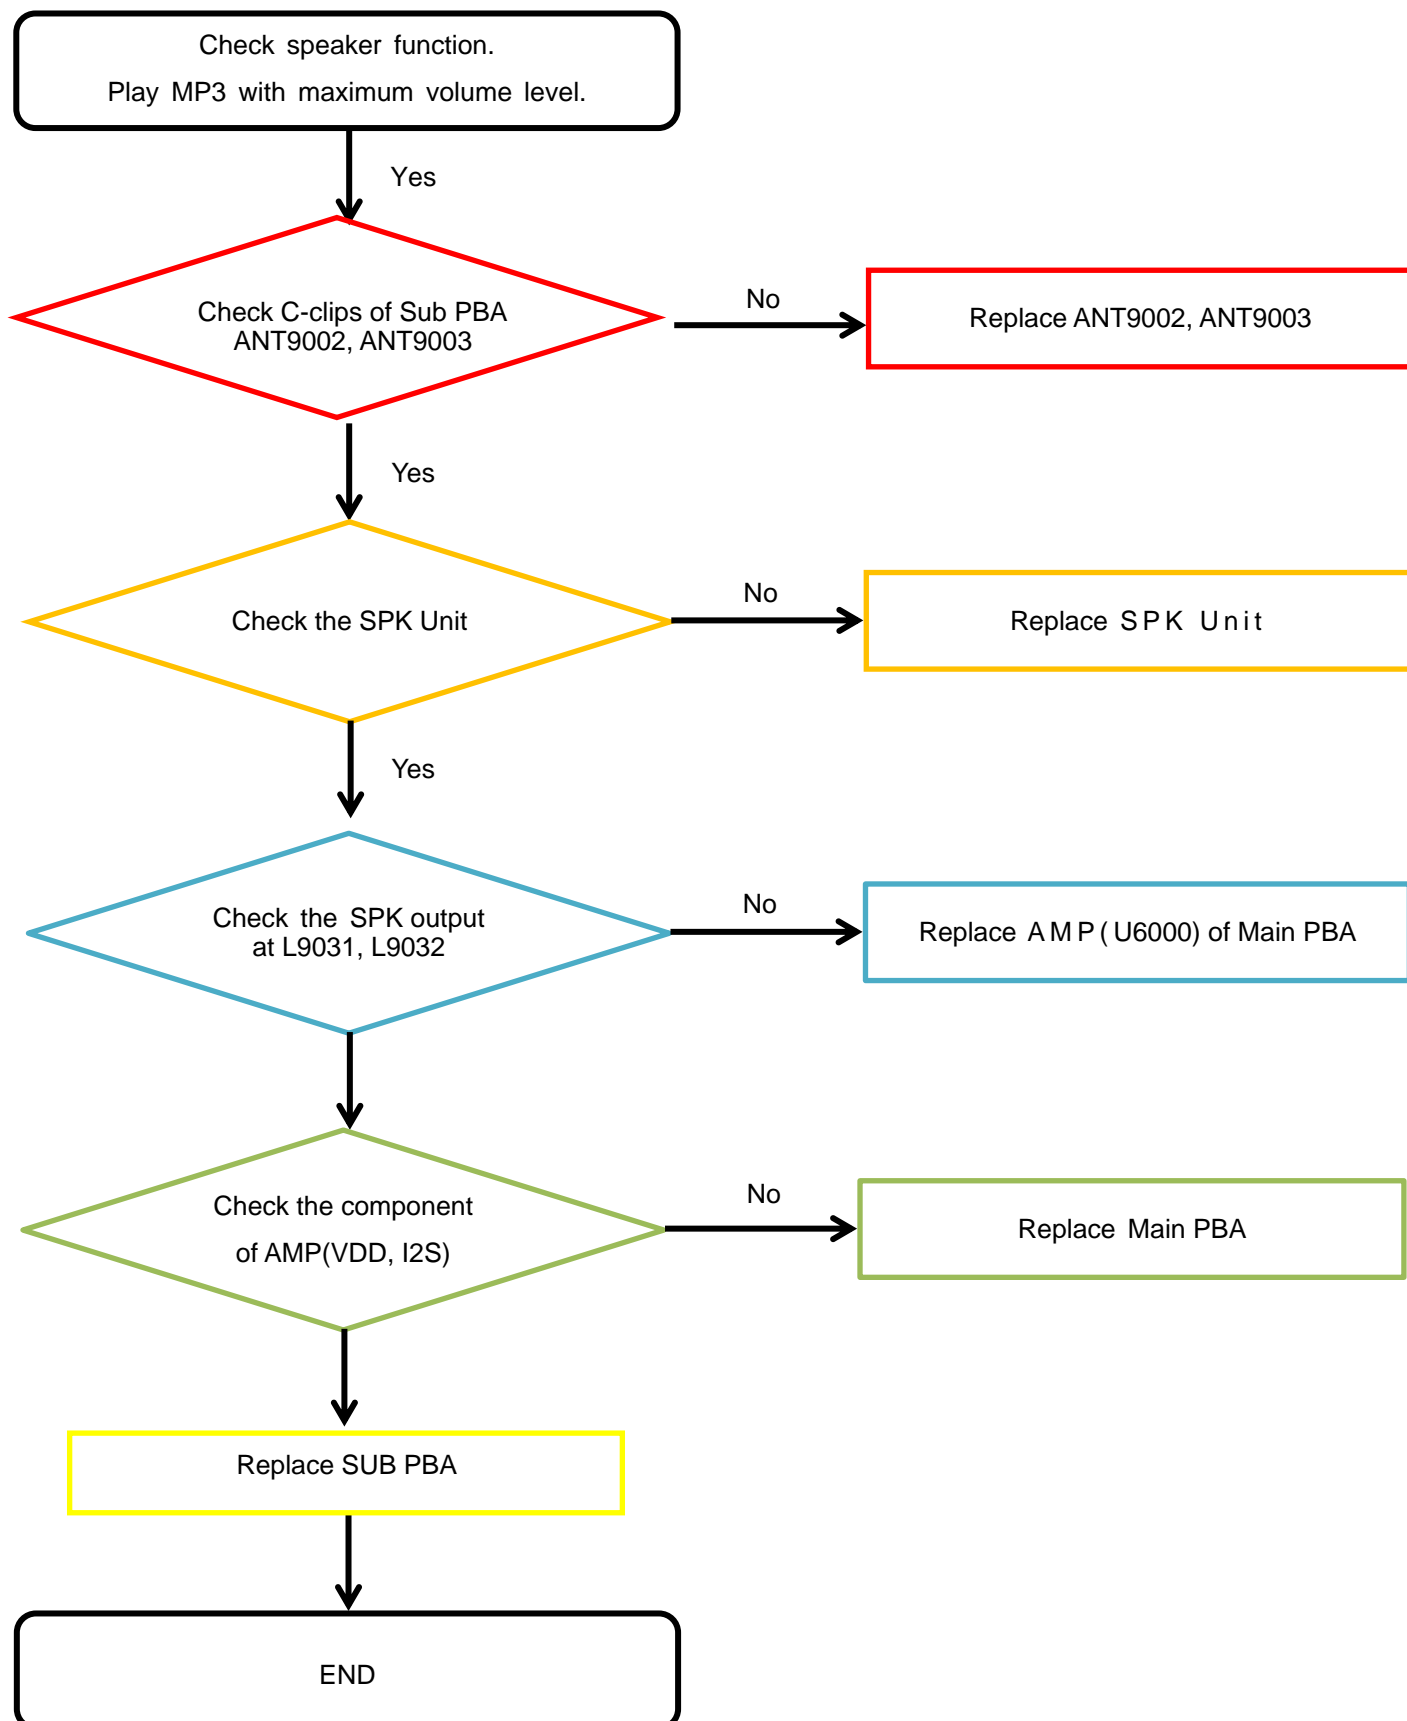 Check speaker function.
Play MP3 with maximum volume level.
Yes
Check C-clips of Sub PBA
ANT9002, ANT9003
No
Replace ANT9002, ANT9003
Yes
Check the SPK Unit
No
Replace SPK Unit
Yes
Check the SPK output
at L9031, L9032
No
Replace AMP(U6000) of Main PBA
Check the component
of AMP(VDD, I2S)
No
Replace Main PBA
Replace SUB PBA
END